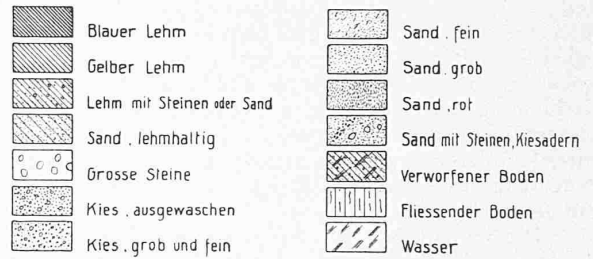 Blauer Lehm
Gelber Lehm
Lehm mit Steinen oder Sand
Sand, lehmhaltig
Grosse Steine
Kies, ausgewaschen
Kies, grob und fein
Sand, fein
Sand, grob
Sand, rot
Sand mit Steinen, Kiesadern
Verworfener Boden
Fliessender Boden
Wasser